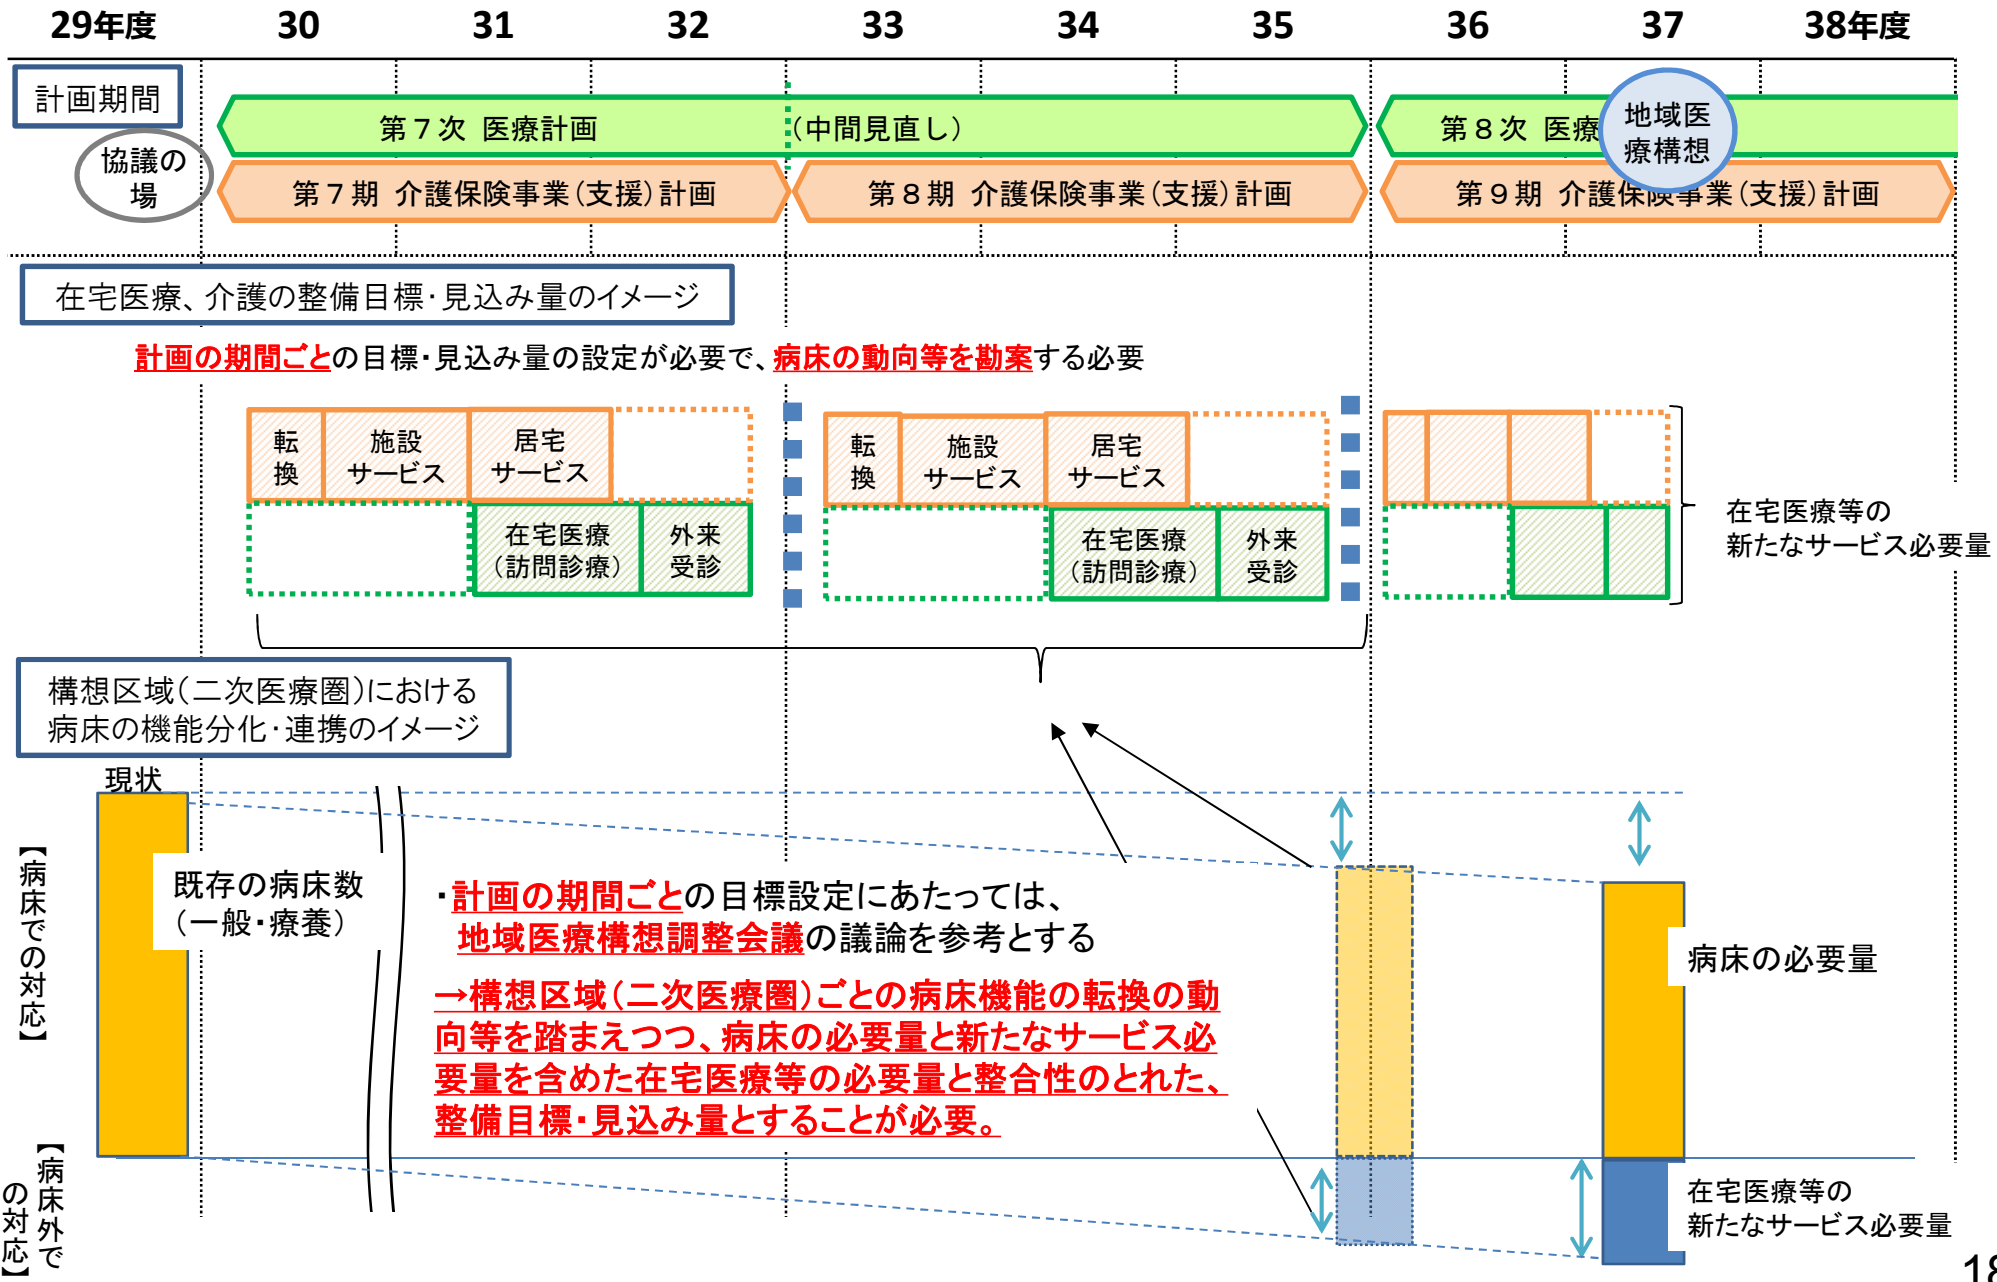 29年度 30 31 32 33 34 35 36 37 38年度
計画期間
協議の
場
第７次 医療計画 （中間見直し）
第８次 医療
地域医
療構想
第７期 介護保険事業（支援）計画
第８期 介護保険事業（支援）計画
第９期 介護保険事業（支援）計画
在宅医療、介護の整備目標・見込み量のイメージ
計画の期間ごとの目標・見込み量の設定が必要で、病床の動向等を勘案する必要
転
換
施設
サービス
居宅
サービス
在宅医療
（訪問診療）
外来
受診
転
換
施設
サービス
居宅
サービス
在宅医療
（訪問診療）
外来
受診
在宅医療等の
新たなサービス必要量
構想区域（二次医療圏）における
病床の機能分化・連携のイメージ
現状
【病床での対応】
既存の病床数
（一般・療養）
・計画の期間ごとの目標設定にあたっては、
地域医療構想調整会議の議論を参考とする
→構想区域（二次医療圏）ごとの病床機能の転換の動
向等を踏まえつつ、病床の必要量と新たなサービス必
要量を含めた在宅医療等の必要量と整合性のとれた、
整備目標・見込み量とすることが必要。
病床の必要量
【病床外で
の対応】
在宅医療等の
新たなサービス必要量
18